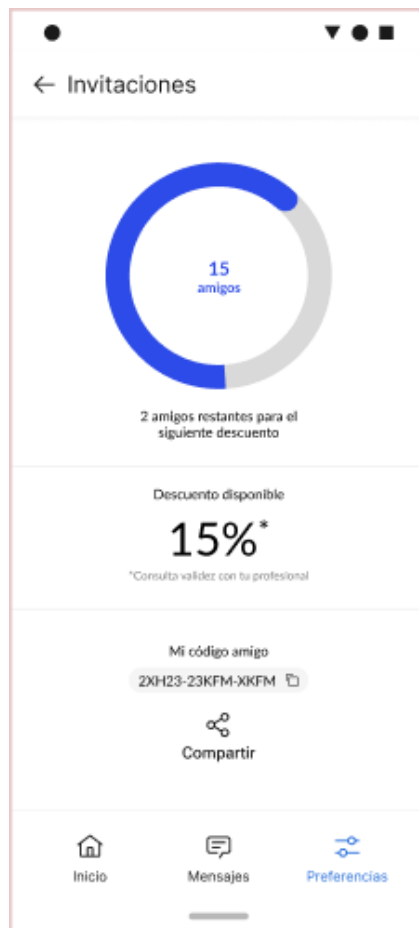 Invitaciones
15
amigos
2 amigos restantes para el
siguiente descuento
Descuento disponible
15%*
*Consulta validez con tu profesional
Mi código amigo
2XH23-23KFM-XKFM
Compartir
Inicio Mensajes Preferencias